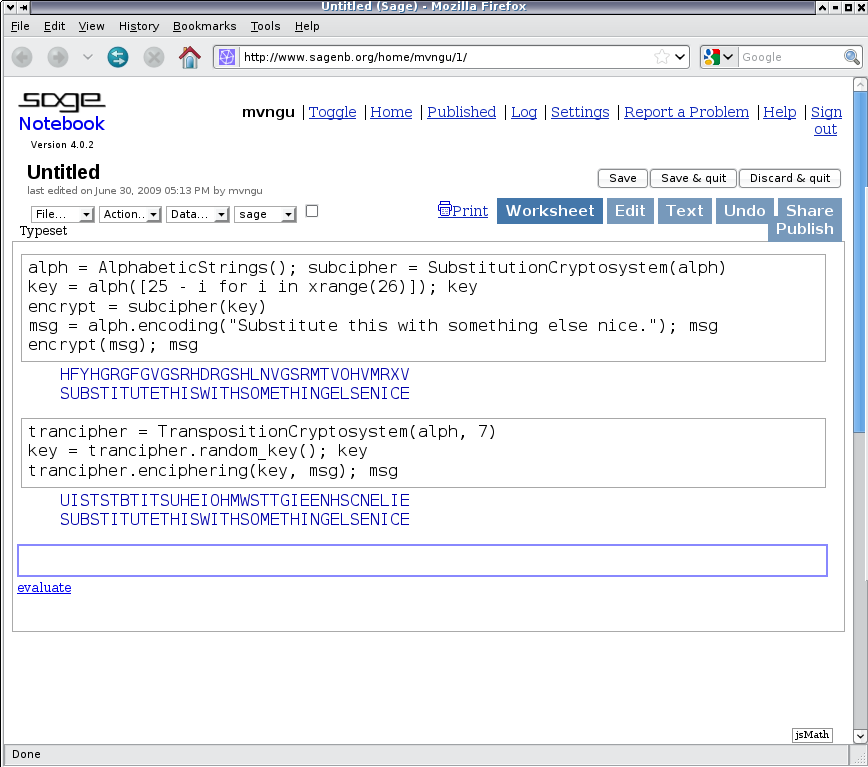 Untitled (Sage) - Mozilla Firefox
File Edit View History Bookmarks Tools Help
http://www.sagenb.org/home/mvngu/1/ Google
sage
Notebook
Version 4.0.2
mvngu | Toggle | Home | Published | Log | Settings | Report a Problem | Help | Sign out
Untitled
last edited on June 30, 2009 05:13 PM by mvngu
Save Save & quit Discard & quit
File... Action.. Data... sage
Typeset
Print Worksheet Edit Text Undo Share
Publish
alph = AlphabeticStrings(); subcipher = SubstitutionCryptosystem(alph)
key = alph([25 - i for i in xrange(26)]); key
encrypt = subcipher(key)
msg = alph.encoding("Substitute this with something else nice."); msg
encrypt(msg); msg
HFYHGRGFGVGSRHDRGSHLNVGSRMTVOHVMRXV
SUBSTITUTETHISWITHSOMETHINGELSENICE
trancipher = TranspositionCryptosystem(alph, 7)
key = trancipher.random_key(); key
trancipher.enciphering(key, msg); msg
UISTSTBTITSUHEIOHMWSTTGIEENHSCNELIE
SUBSTITUTETHISWITHSOMETHINGELSENICE
evaluate
jsMath
Done